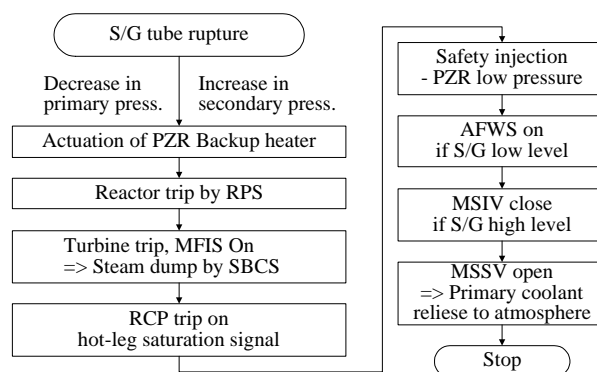 S/G tube rupture
Decrease in
primary press.
Increase in
secondary press.
Actuation of PZR Backup heater
Reactor trip by RPS
Turbine trip, MFIS On
=> Steam dump by SBCS
RCP trip on
hot-leg saturation signal
Safety injection
- PZR low pressure
AFWS on
if S/G low level
MSIV close
if S/G high level
MSSV open
=> Primary coolant
reliese to atmosphere
Stop